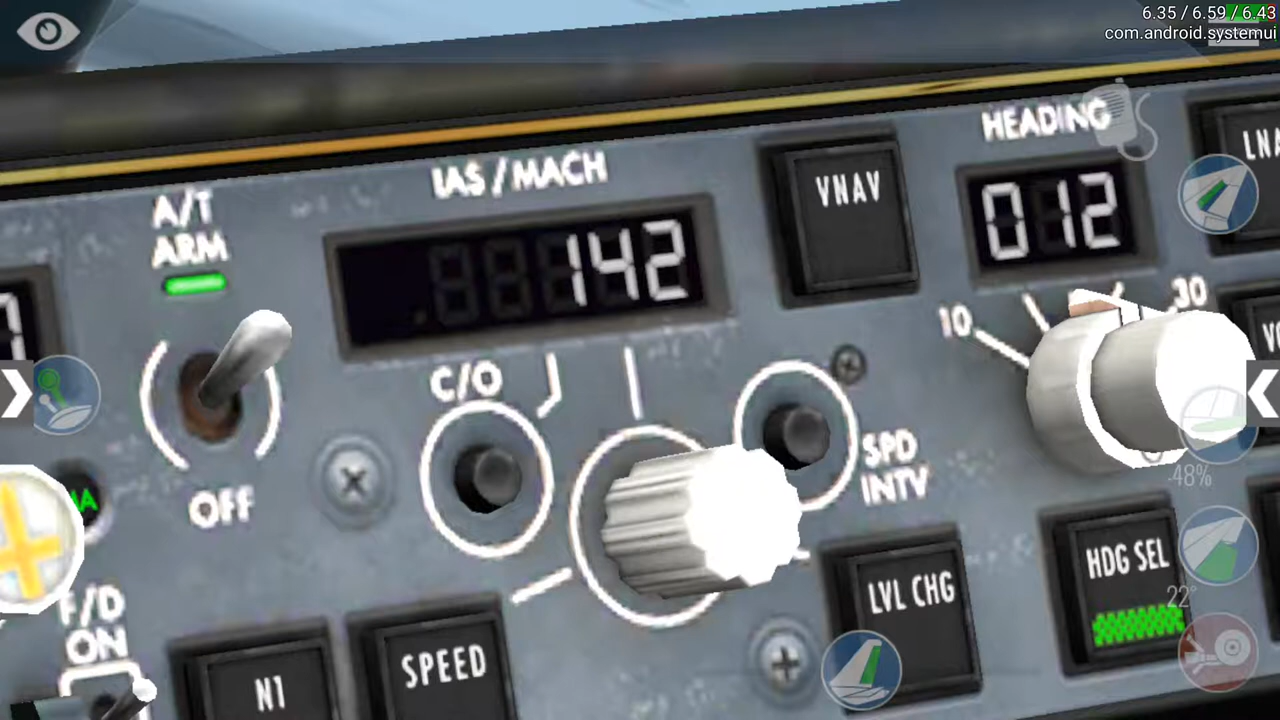 6.35 / 6.59 / 6.43
com.android.systemui
HEADING
012
IAS / MACH
142
VNAV
A/T
ARM
10
30
C/O
SPD
INTV
OFF
HDG SEL
LVL CHG
F/D
ON
SPEED
N1
-48%
22°